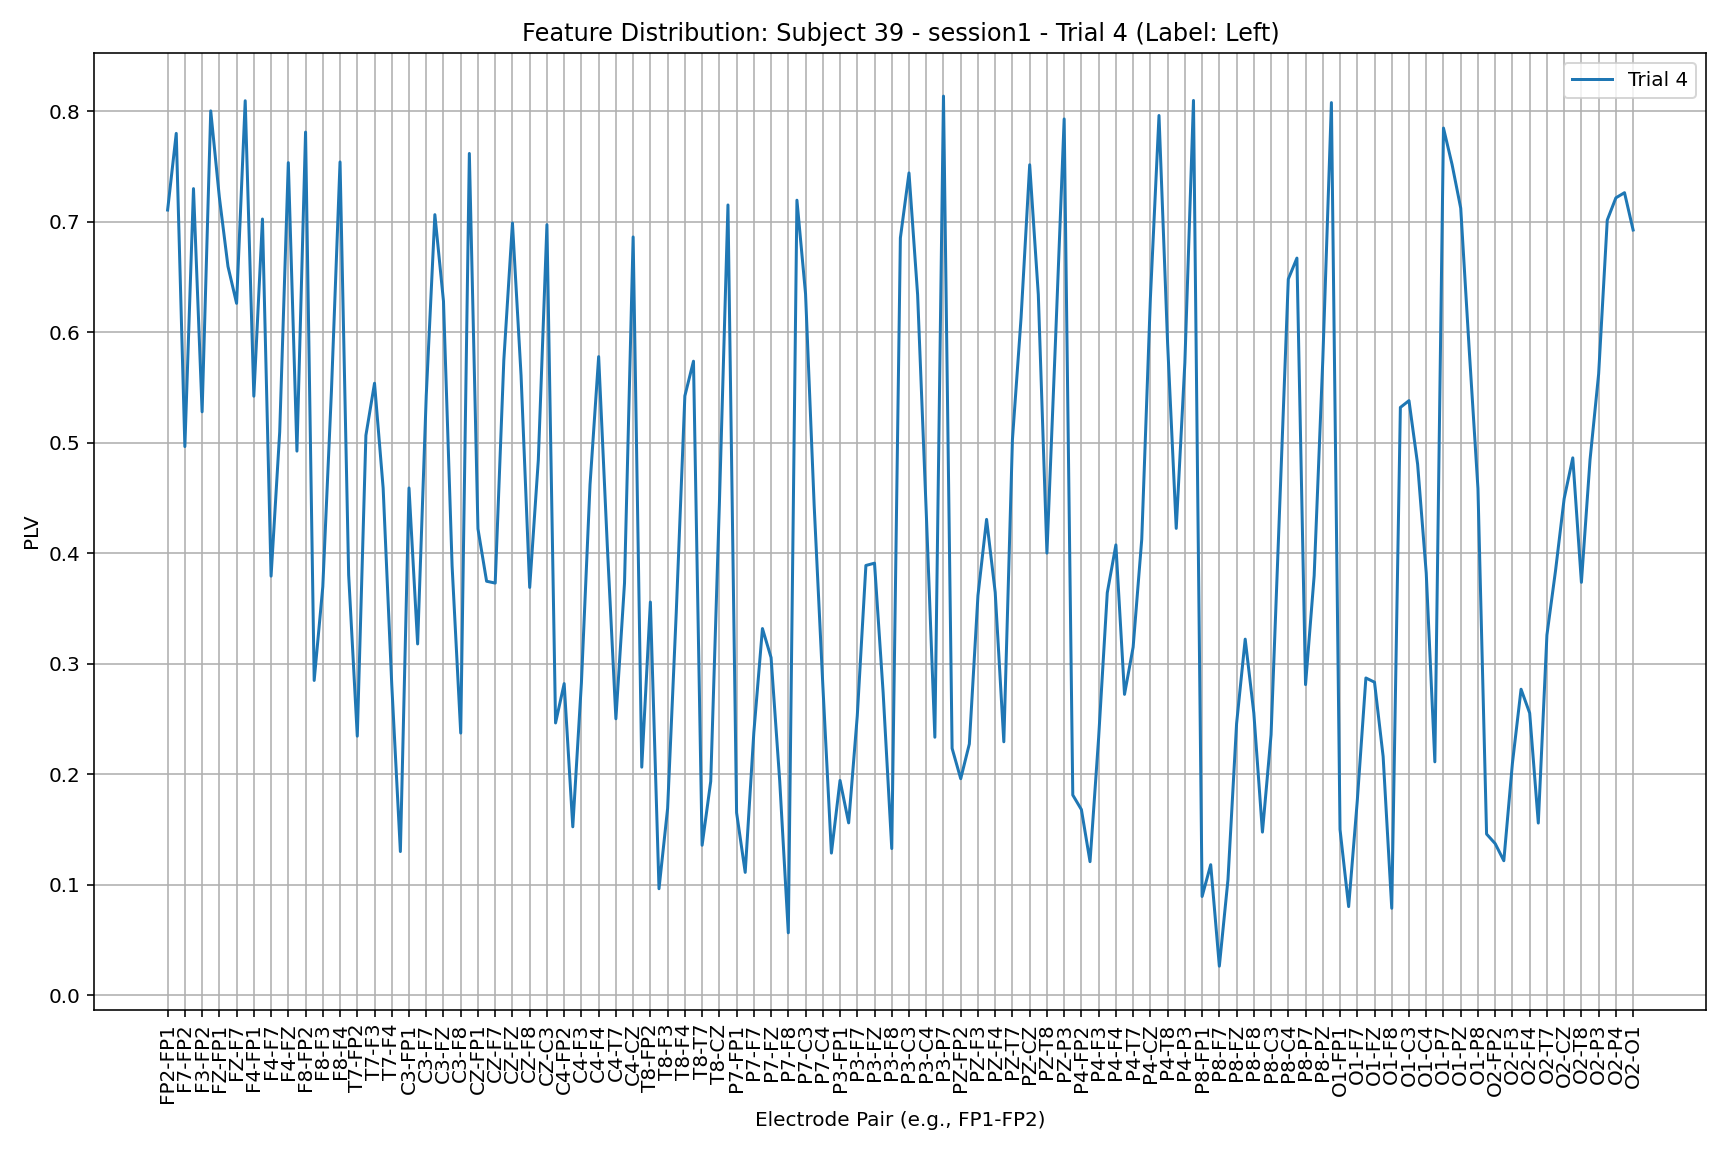 Feature Distribution: Subject 39 - session1 - Trial 4 (Label: Left)
Trial 4
PLV
0.8
0.7
0.6
0.5
0.4
0.3
0.2
0.1
0.0
FP2-FP1
F7-FP2
F3-FP2
FZ-FP1
FZ-F7
F4-FP1
F4-F7
F4-FZ
F8-FP2
F8-F3
F8-F4
T7-FP2
T7-F3
T7-F4
C3-FP1
C3-F7
C3-FZ
C3-F8
CZ-FP1
CZ-F7
CZ-FZ
CZ-F8
CZ-C3
C4-FP2
C4-F3
C4-F4
C4-T7
C4-CZ
T8-FP2
T8-F3
T8-F4
T8-T7
T8-CZ
P7-FP1
P7-F7
P7-FZ
P7-F8
P7-C3
P7-C4
P3-FP1
P3-F7
P3-FZ
P3-F8
P3-C3
P3-C4
P3-P7
PZ-FP2
PZ-F3
PZ-F4
PZ-T7
PZ-CZ
PZ-T8
PZ-P3
P4-FP2
P4-F3
P4-F4
P4-T7
P4-CZ
P4-T8
P4-P3
P8-FP1
P8-F7
P8-FZ
P8-F8
P8-C3
P8-C4
P8-P7
P8-PZ
O1-FP1
O1-F7
O1-FZ
O1-F8
O1-C3
O1-C4
O1-P7
O1-PZ
O1-P8
O2-FP2
O2-F3
O2-F4
O2-T7
O2-CZ
O2-T8
O2-P3
O2-P4
O2-O1
Electrode Pair (e.g., FP1-FP2)